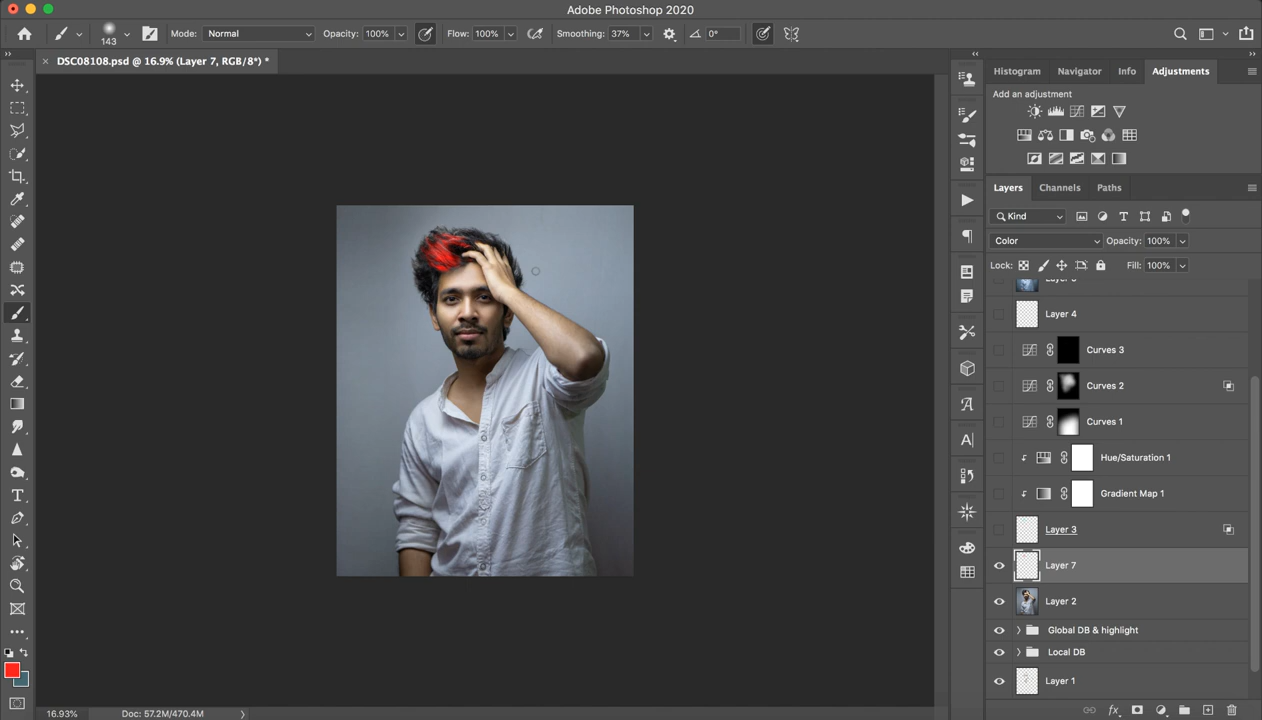 Adobe Photoshop 2020
143 Mode: Normal Opacity: 100% Flow: 100% Smoothing: 37% 0°
DSC08108.psd @ 16.9% (Layer 7, RGB/8*) *
Histogram Navigator Info Adjustments
Add an adjustment
Layers Channels Paths
Kind
Color Opacity: 100%
Lock: Fill: 100%
Layer 4
Curves 3
Curves 2
Curves 1
Hue/Saturation 1
Gradient Map 1
Layer 3
Layer 7
Layer 2
Global DB & highlight
Local DB
Layer 1
16.93% Doc: 57.2M/470.4M